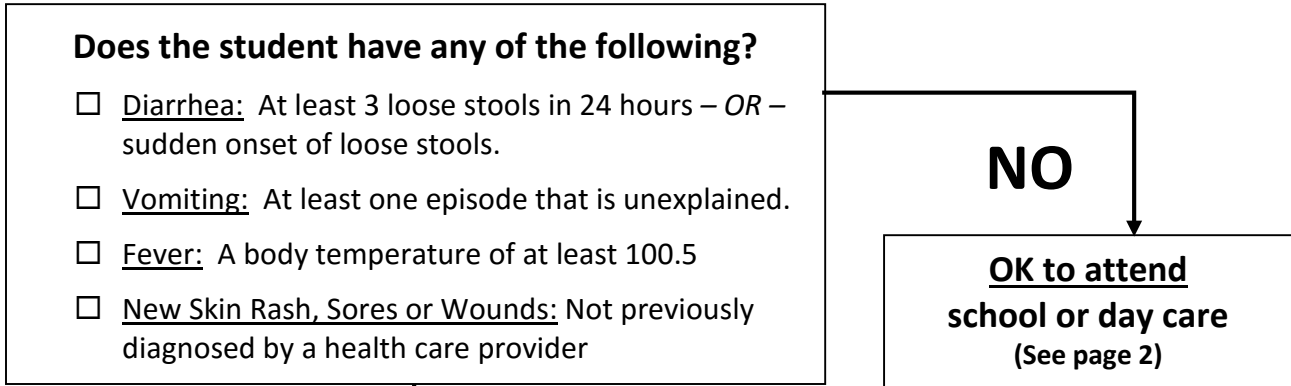 Does the student have any of the following?
☐ Diarrhea: At least 3 loose stools in 24 hours – OR –
sudden onset of loose stools.
☐ Vomiting: At least one episode that is unexplained.
☐ Fever: A body temperature of at least 100.5
☐ New Skin Rash, Sores or Wounds: Not previously
diagnosed by a health care provider
NO
OK to attend
school or day care
(See page 2)